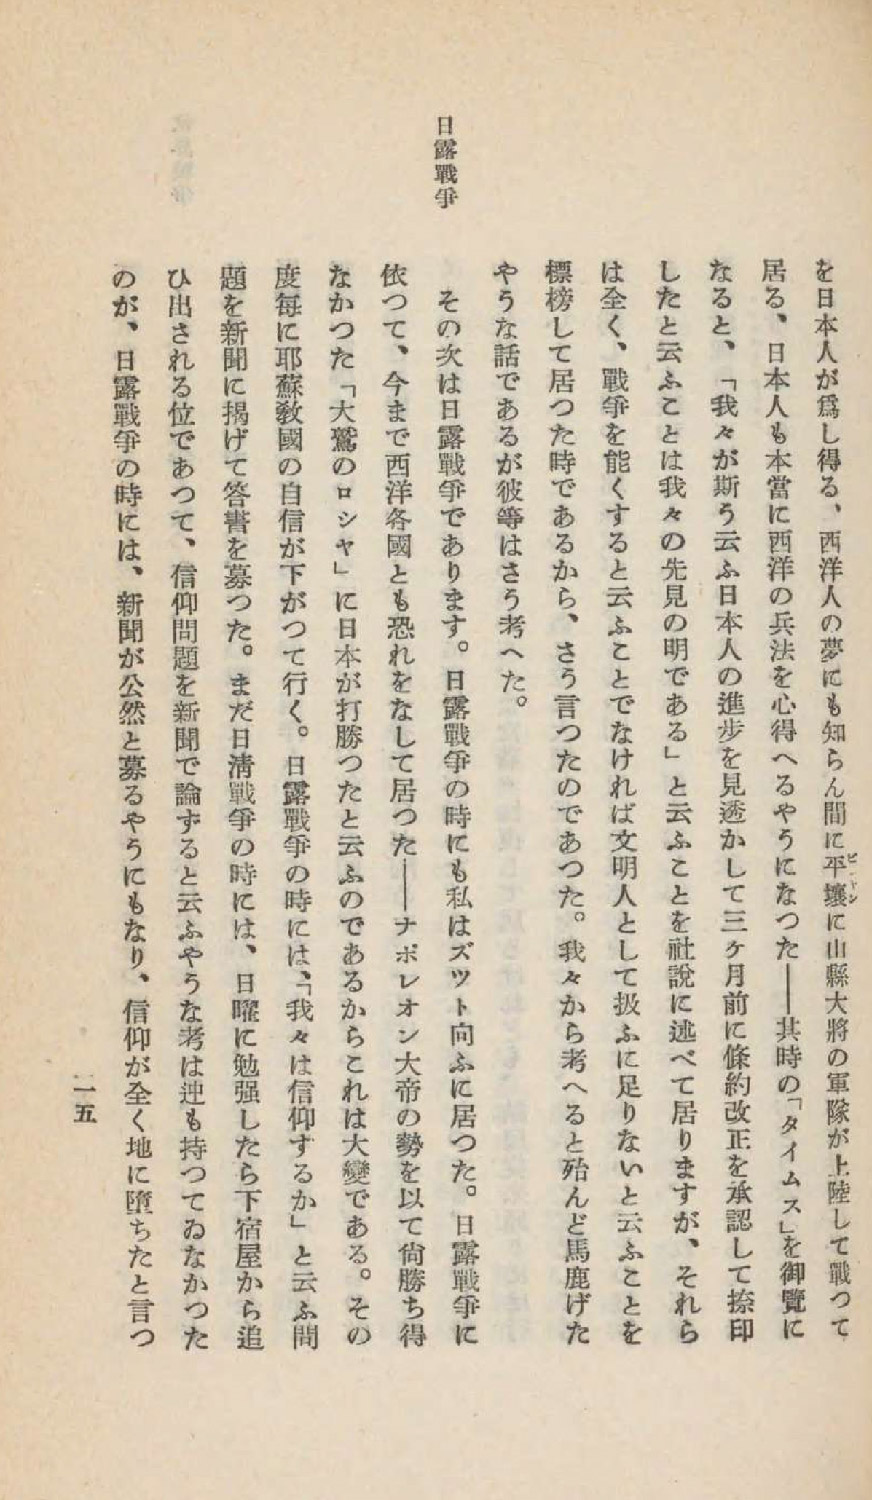 日露戰爭
を日本人が爲し得る、西洋人の夢にも知らん間に平壤に山縣大將の軍隊が上陸して戰つて
ピンヤン
居る、日本人も本當に西洋の兵法を心得へるやうになつた――其時の「タイムス」を御覽に
なると、「我々が斯う云ふ日本人の進步を見透かして三ケ月前に條約改正を承認して捺印
したと云ふことは我々の先見の明である」と云ふことを社說に述べて居りますが、それら
は全く、戰爭を能くすると云ふことでなければ文明人として扱ふに足りないと云ふことを
標榜して居つた時であるから、さう言つたのであつた。我々から考へると殆んど馬鹿げた
やうな話であるが彼等はさう考へた。
その次は日露戰爭であります。日露戰爭の時にも私はズツト向ふに居つた。日露戰爭に
依つて、今まで西洋各國とも恐れをなして居つた――ナポレオン大帝の勢を以て尙勝ち得
なかつた「大鷲のロシヤ」に日本が打勝つたと云ふのであるからこれは大變である。その
度每に耶蘇敎國の自信が下がつて行く。日露戰爭の時には、「我々は信仰するか」と云ふ問
題を新聞に揭げて答書を募つた。まだ日淸戰爭の時には、日曜に勉强したら下宿屋から追
ひ出される位であつて、信仰問題を新聞で論ずると云ふやうな考は迚も持つてゐなかつた
のが、日露戰爭の時には、新聞が公然と募るやうにもなり、信仰が全く地に墮ちたと言つ
一五